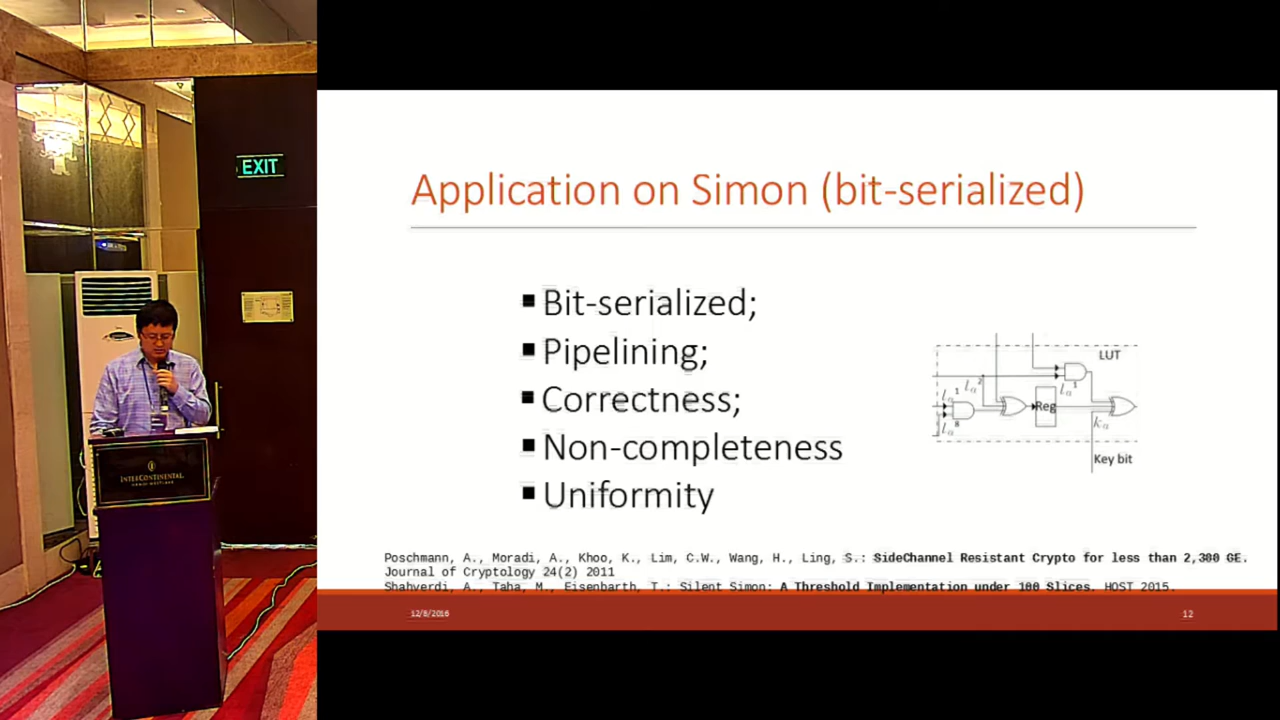 EXIT
INTERCONTINENTAL
Application on Simon (bit-serialized)
Bit-serialized;
Pipelining;
Correctness;
Non-completeness
Uniformity
LUT
Reg
Key bit
Poschmann, A., Moradi, A., Khoo, K., Lim, C.W., Wang, H., Ling, S.: SideChannel Resistant Crypto for less than 2,300 GE.
Journal of Cryptology 24(2) 2011
Shahverdi, A., Taha, M., Eisenbarth, T.: Silent Simon: A Threshold Implementation under 100 Slices. HOST 2015.
12/8/2016
12